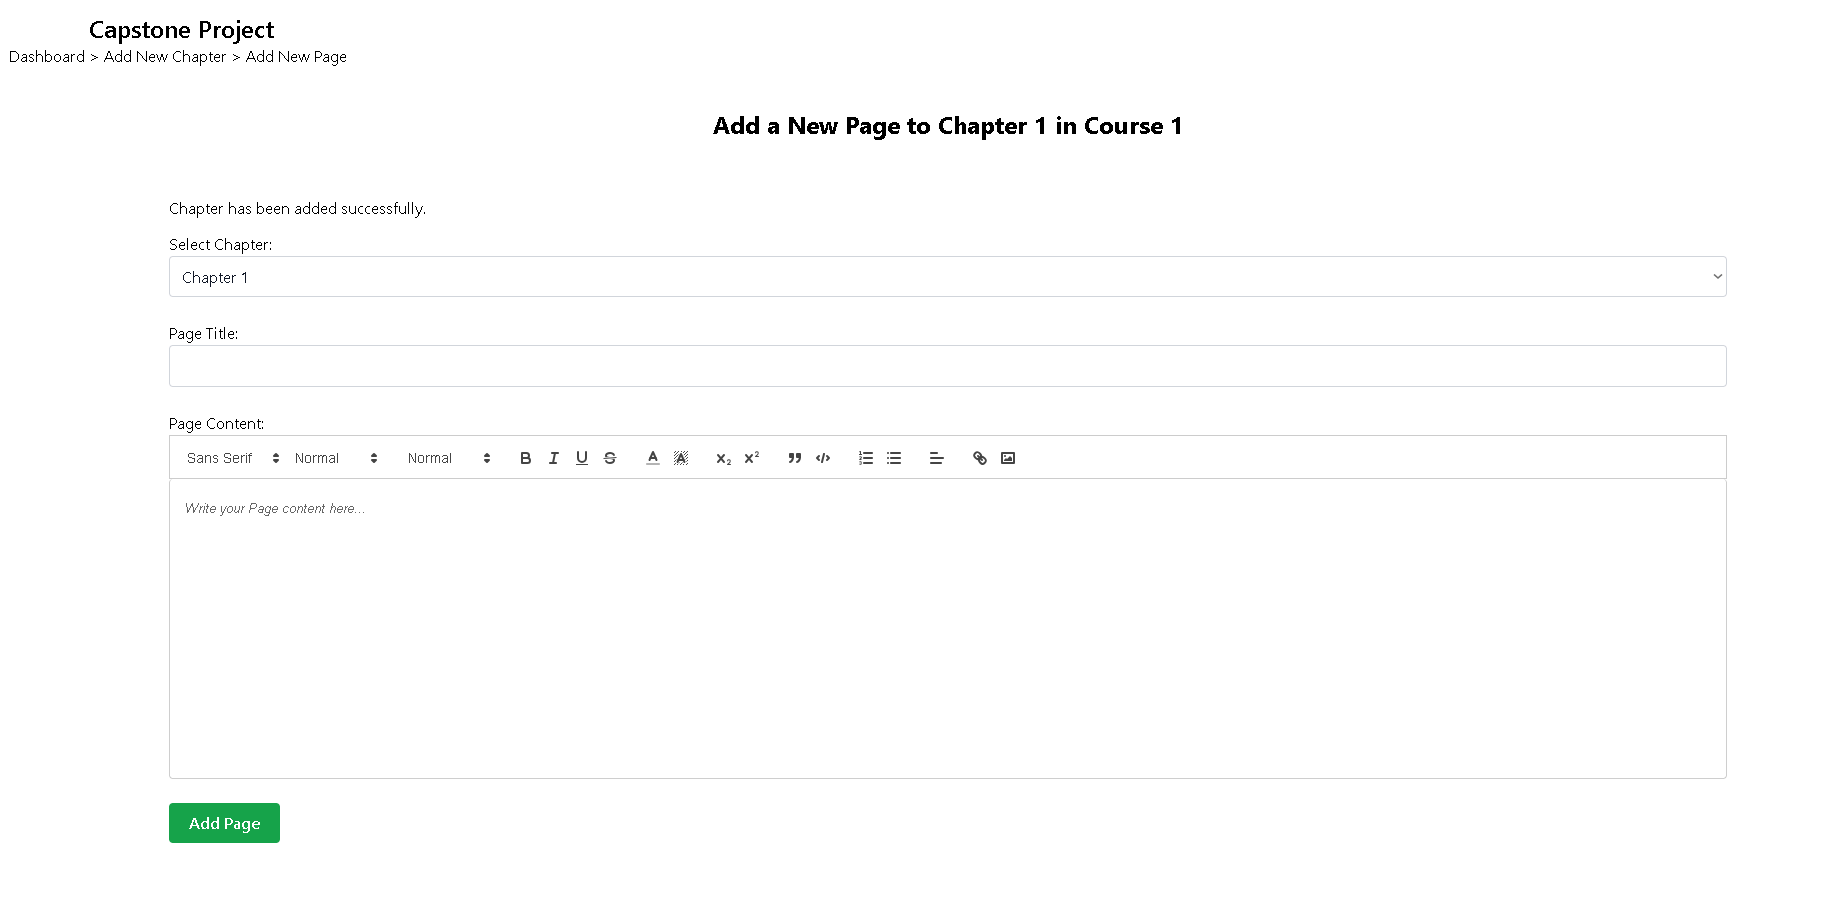 Capstone Project
Dashboard > Add New Chapter > Add New Page
Add a New Page to Chapter 1 in Course 1
Chapter has been added successfully.
Select Chapter:
Chapter 1
Page Title:
Page Content:
Sans Serif Normal Normal
Write your Page content here...
Add Page